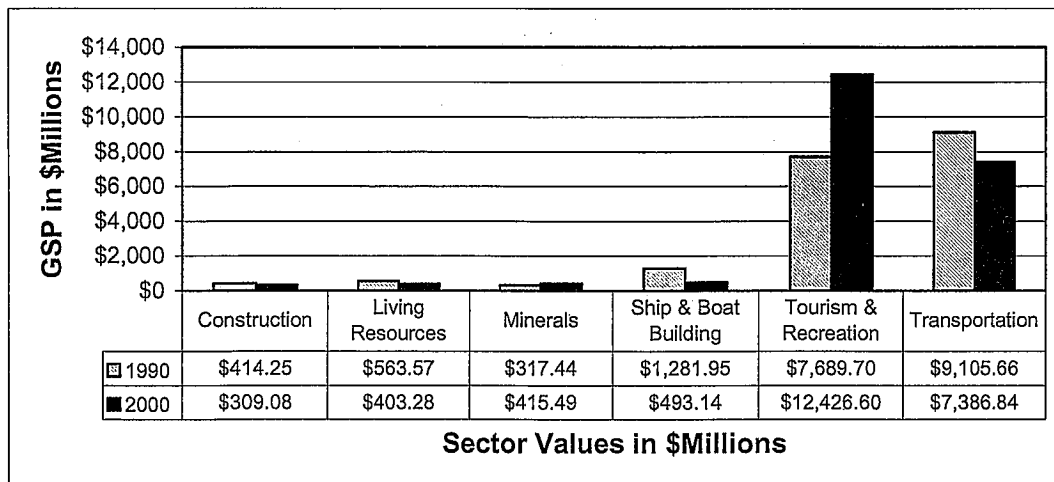 GSP in $Millions
$14,000
$12,000
$10,000
$8,000
$6,000
$4,000
$2,000
$0
Construction
Living Resources
Minerals
Ship & Boat Building
Tourism & Recreation
Transportation
1990 $414.25 $563.57 $317.44 $1,281.95 $7,689.70 $9,105.66
2000 $309.08 $403.28 $415.49 $493.14 $12,426.60 $7,386.84
Sector Values in $Millions